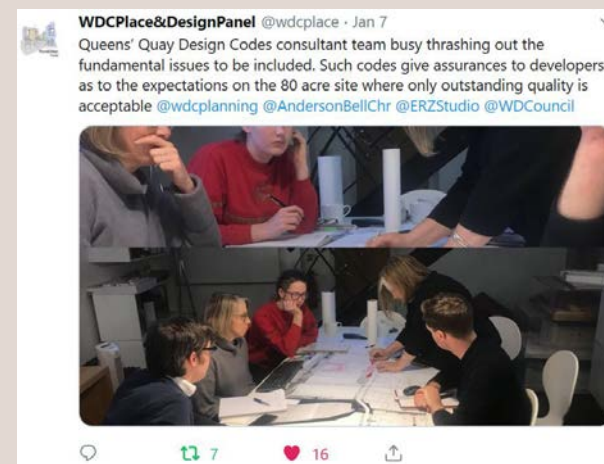 WDCPlace&DesignPanel @wdcplace · Jan 7
Queens' Quay Design Codes consultant team busy thrashing out the
fundamental issues to be included. Such codes give assurances to developers
as to the expectations on the 80 acre site where only outstanding quality is
acceptable @wdcplanning @AndersonBellChr @ERZStudio @WDCouncil
7
16